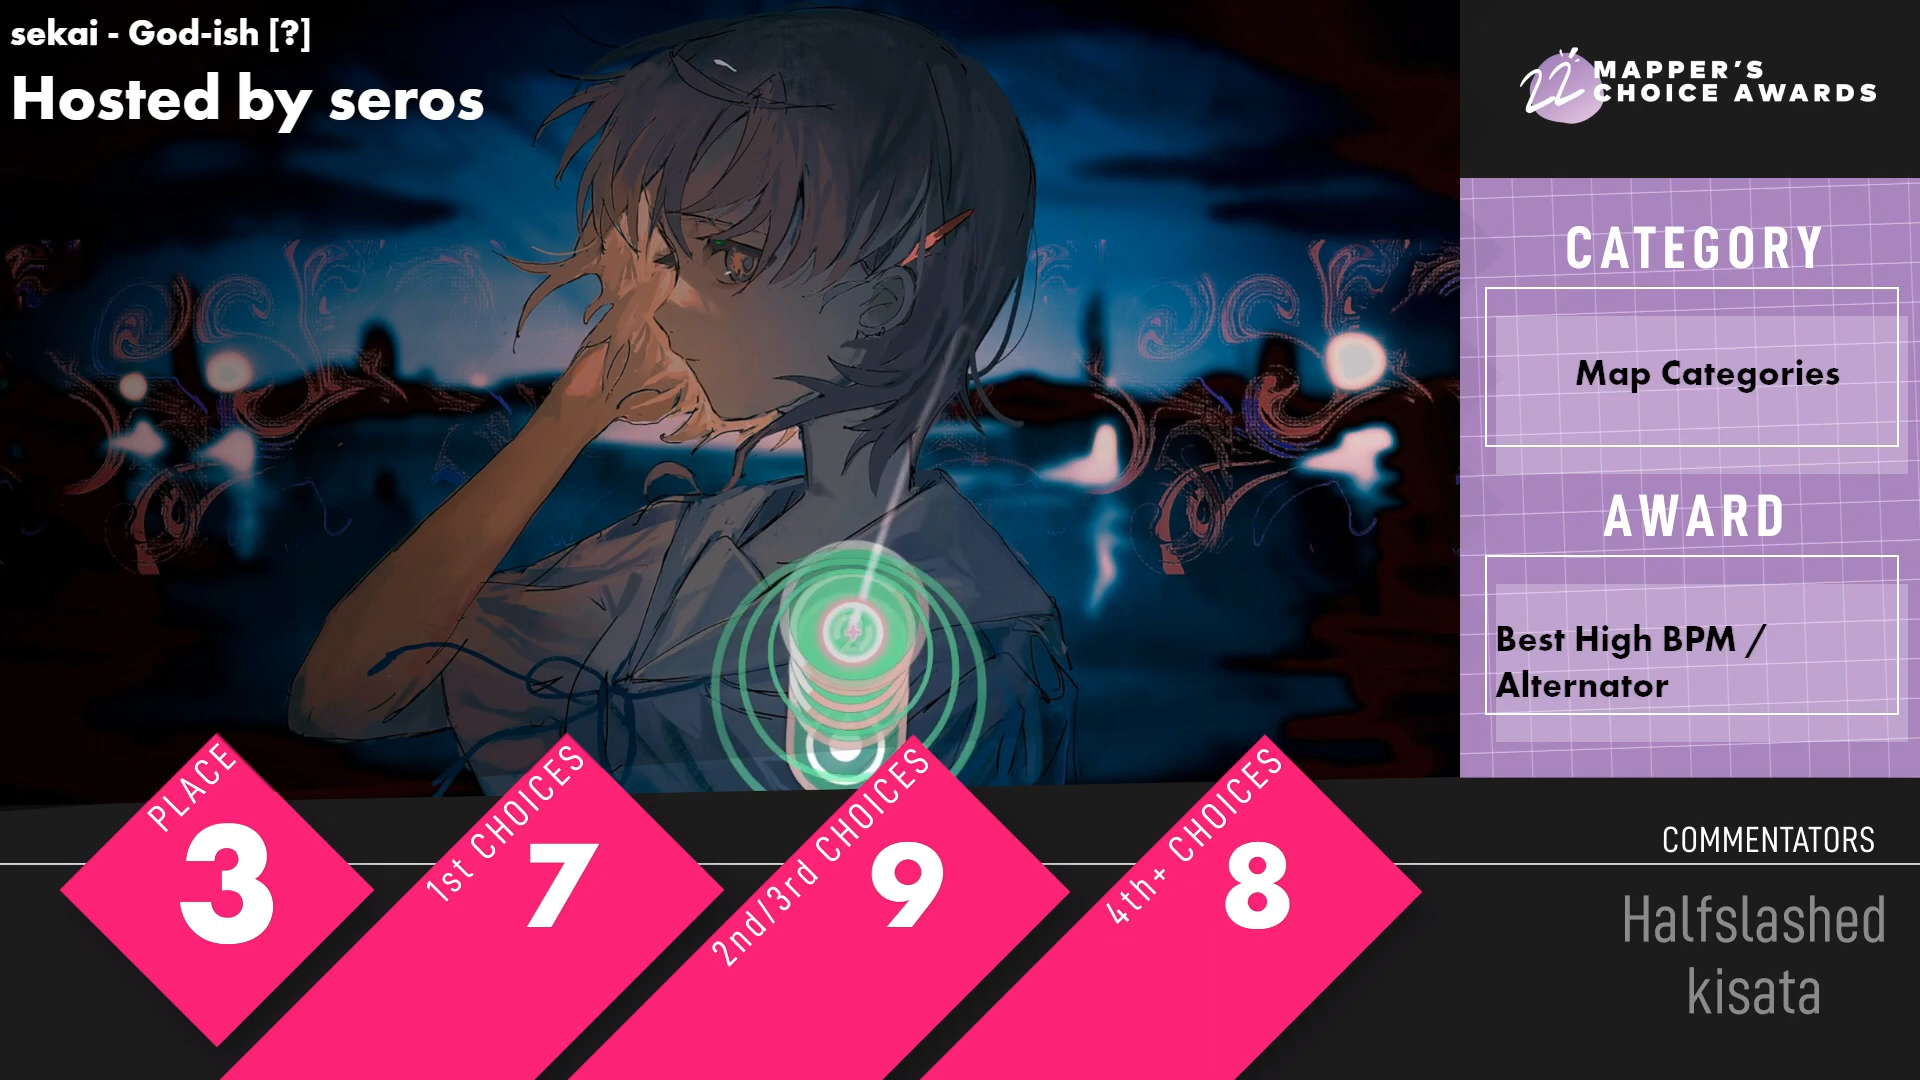 sekai - God-ish [?]
Hosted by seros
22
MAPPER'S
CHOICE AWARDS
CATEGORY
Map Categories
AWARD
Best High BPM /
Alternator
PLACE
3
1st CHOICES
7
2nd/3rd CHOICES
9
4th+ CHOICES
8
COMMENTATORS
Halfslashed
kisata